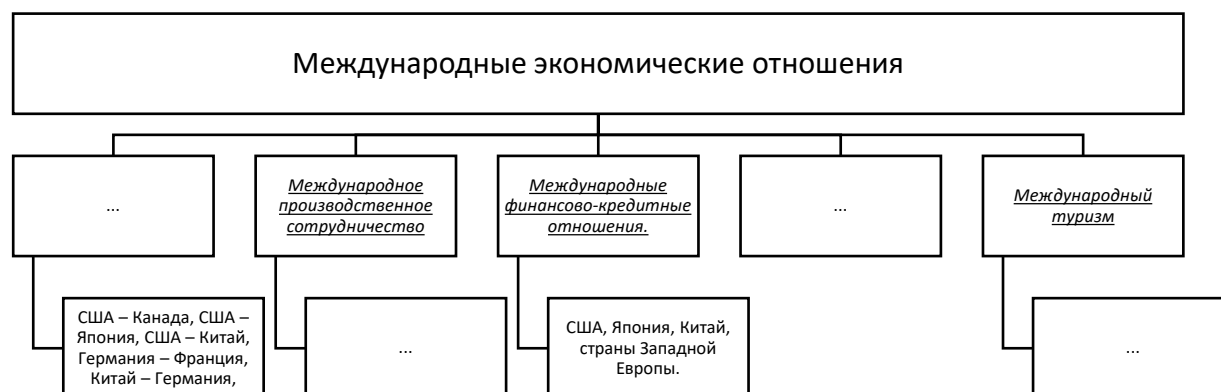 Международные экономические отношения
...
Международное
производственное
сотрудничество
Международные
финансово-кредитные
отношения.
...
Международный
туризм
США – Канада, США –
Япония, США – Китай,
Германия – Франция,
Китай – Германия,
...
США, Япония, Китай,
страны Западной
Европы.
...